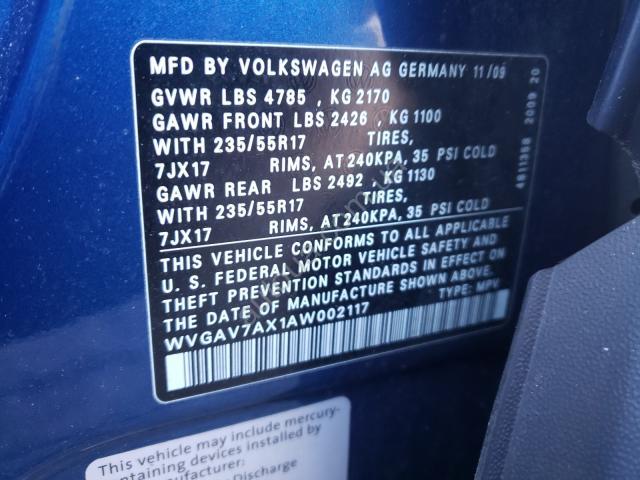 MFD BY VOLKSWAGEN AG GERMANY 11/09
GVWR LBS 4785 , KG 2170
GAWR FRONT LBS 2426 , KG 1100
WITH 235/55R17 TIRES,
7JX17 RIMS, AT 240KPA, 35 PSI COLD
GAWR REAR LBS 2492 , KG 1130
WITH 235/55R17 TIRES,
7JX17 RIMS, AT 240KPA, 35 PSI COLD
THIS VEHICLE CONFORMS TO ALL APPLICABLE
U. S. FEDERAL MOTOR VEHICLE SAFETY AND
THEFT PREVENTION STANDARDS IN EFFECT ON
THE DATE OF MANUFACTURE SHOWN ABOVE.
WVGAV7AX1AW002117 TYPE: MPV
2009 20
This vehicle may include mercury-
containing devices installed by
manufacturer:
Discharge